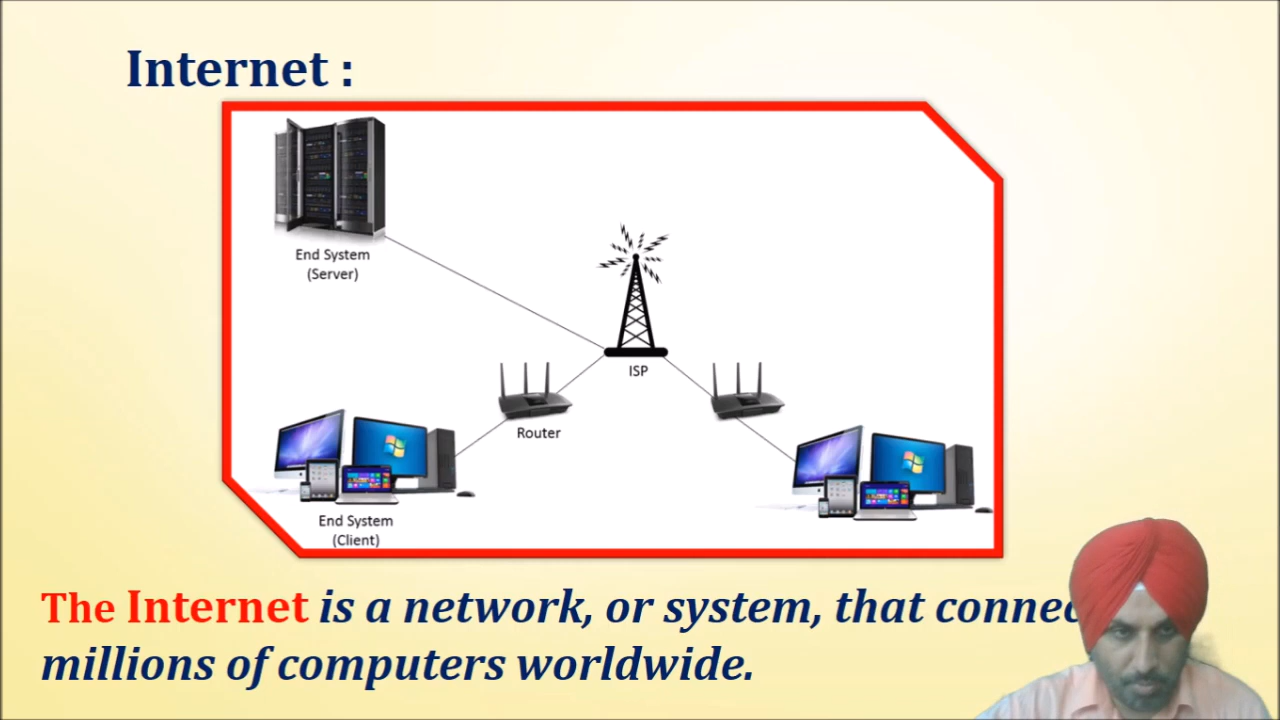 Internet :
End System
(Server)
ISP
Router
End System
(Client)
The Internet is a network, or system, that
millions of computers worldwide.